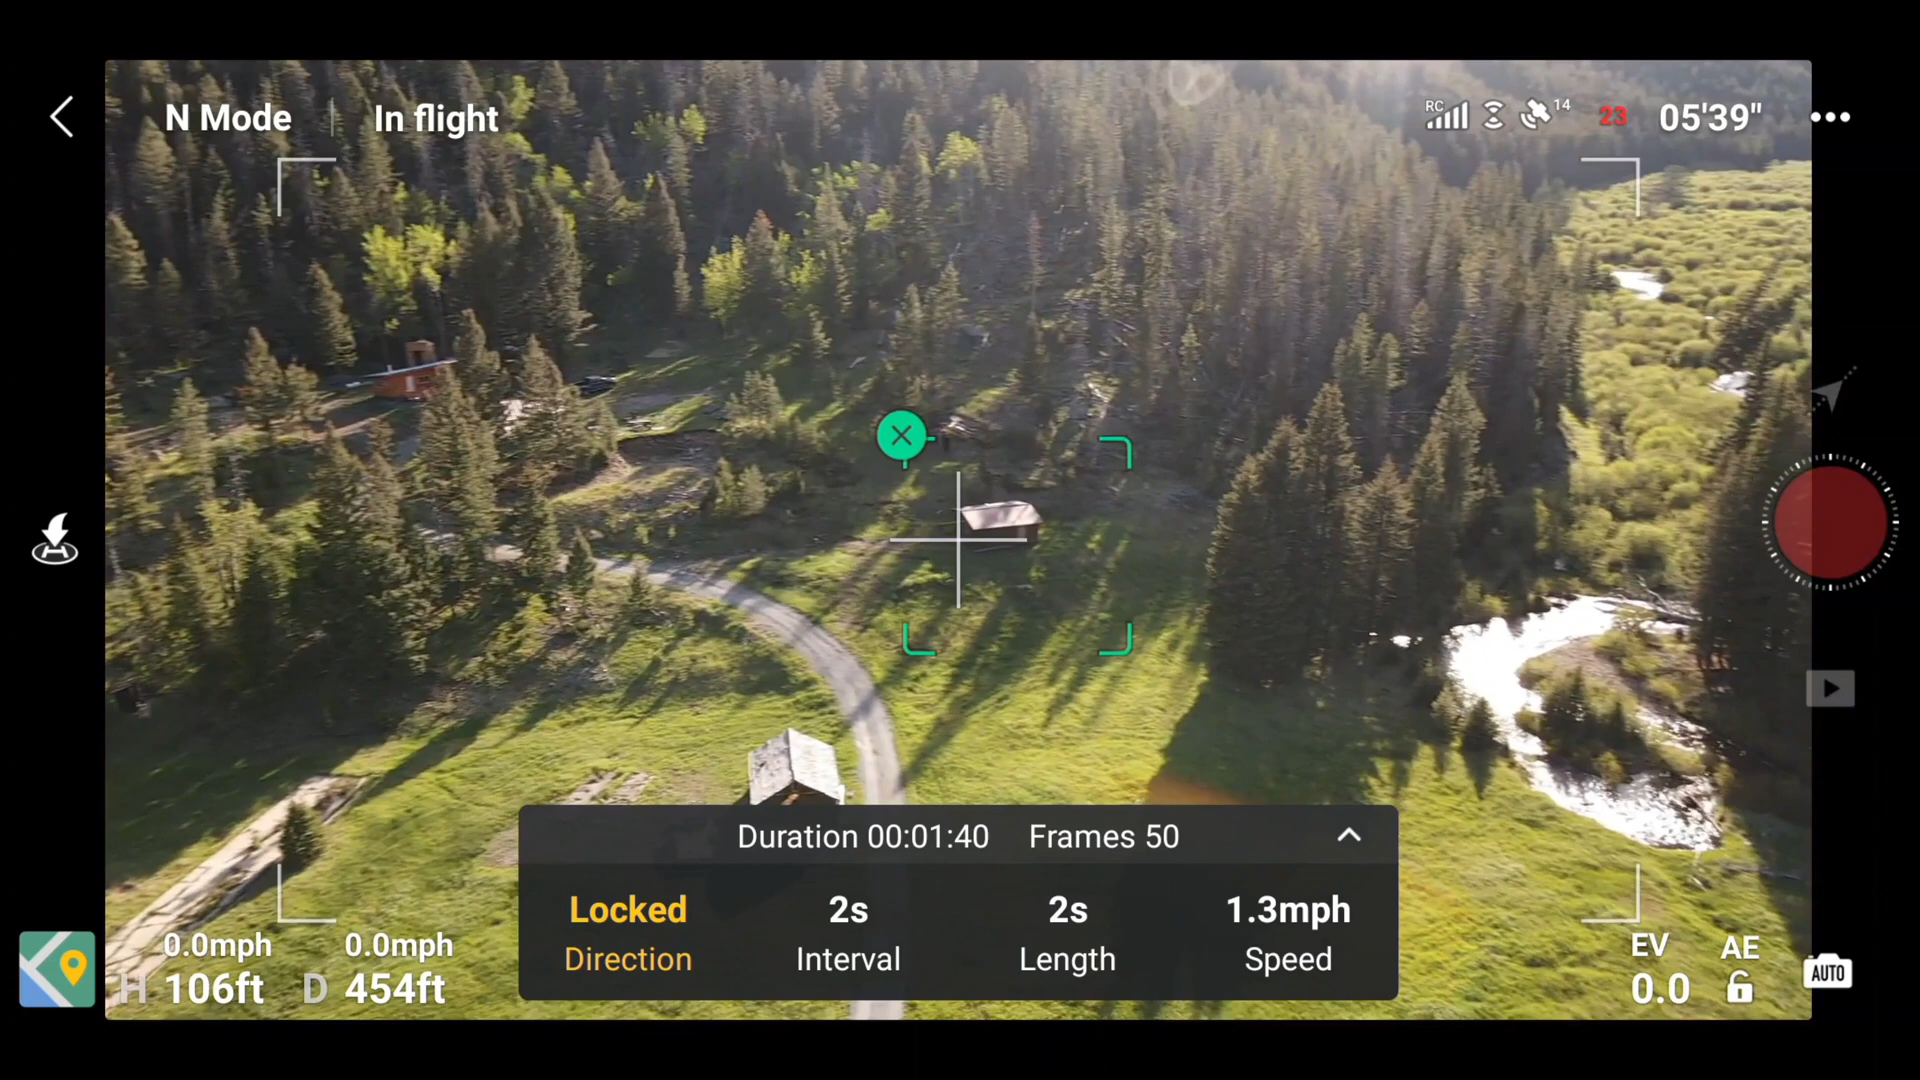 N Mode | In flight
RC 14 23 05'39"
Duration 00:01:40 Frames 50
Locked 2s 2s 1.3mph
Direction Interval Length Speed
0.0mph 0.0mph
H 106ft D 454ft
EV AE
0.0
AUTO